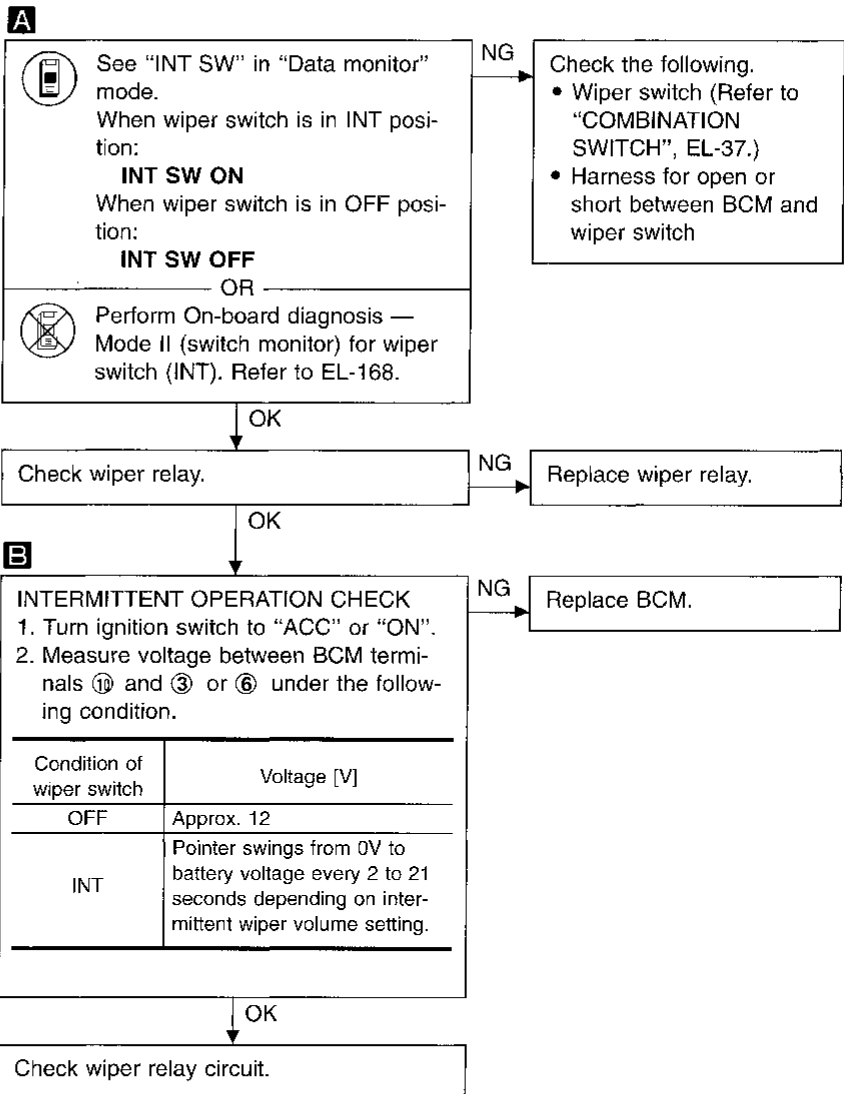 A
See “INT SW” in “Data monitor”
mode.
When wiper switch is in INT posi-
tion:
INT SW ON
When wiper switch is in OFF posi-
tion:
INT SW OFF
OR
Perform On-board diagnosis —
Mode II (switch monitor) for wiper
switch (INT). Refer to EL-168.
NG
Check the following.
• Wiper switch (Refer to
“COMBINATION
SWITCH”, EL-37.)
• Harness for open or
short between BCM and
wiper switch
OK
Check wiper relay.
NG
Replace wiper relay.
OK
B
INTERMITTENT OPERATION CHECK
1. Turn ignition switch to “ACC” or “ON”.
2. Measure voltage between BCM termi-
nals ⑩ and ③ or ⑥ under the follow-
ing condition.
Condition of
wiper switch
Voltage [V]
OFF
Approx. 12
INT
Pointer swings from 0V to
battery voltage every 2 to 21
seconds depending on inter-
mittent wiper volume setting.
NG
Replace BCM.
OK
Check wiper relay circuit.